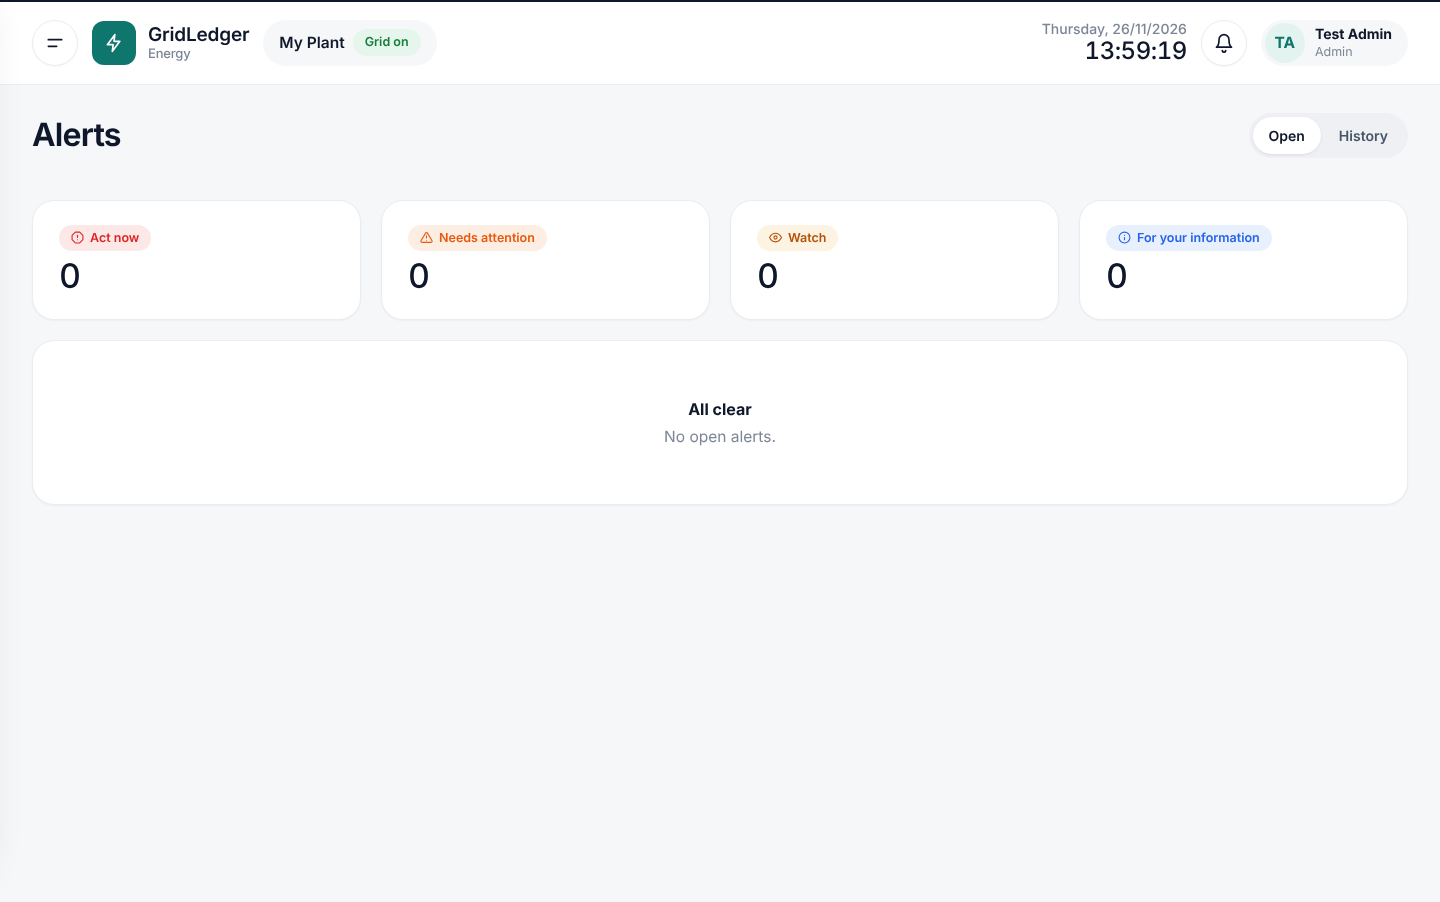 GridLedger
Energy
My Plant
Grid on
Thursday, 26/11/2026
13:59:19
TA
Test Admin
Admin
Alerts
Open
History
Act now
0
Needs attention
0
Watch
0
For your information
0
All clear
No open alerts.